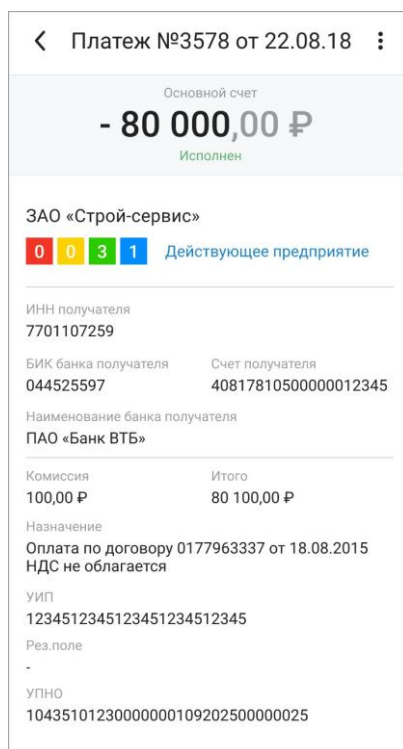 Платеж №3578 от 22.08.18
Основной счет
- 80 000,00 ₽
Исполнен
ЗАО «Строй-сервис»
0 0 3 1 Действующее предприятие
ИНН получателя
7701107259
БИК банка получателя Счет получателя
044525597 40817810500000012345
Наименование банка получателя
ПАО «Банк ВТБ»
Комиссия Итого
100,00 ₽ 80 100,00 ₽
Назначение
Оплата по договору 0177963337 от 18.08.2015
НДС не облагается
УИП
1234512345123451234512345
Рез.поле
-
УПНО
10435101230000000109202500000025